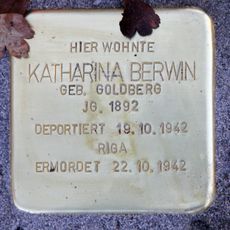 HIER WOHNTE
KATHARINA BERWIN
GEB. GOLDBERG
JG. 1892
DEPORTIERT 19.10.1942
RIGA
ERMORDET 22.10.1942